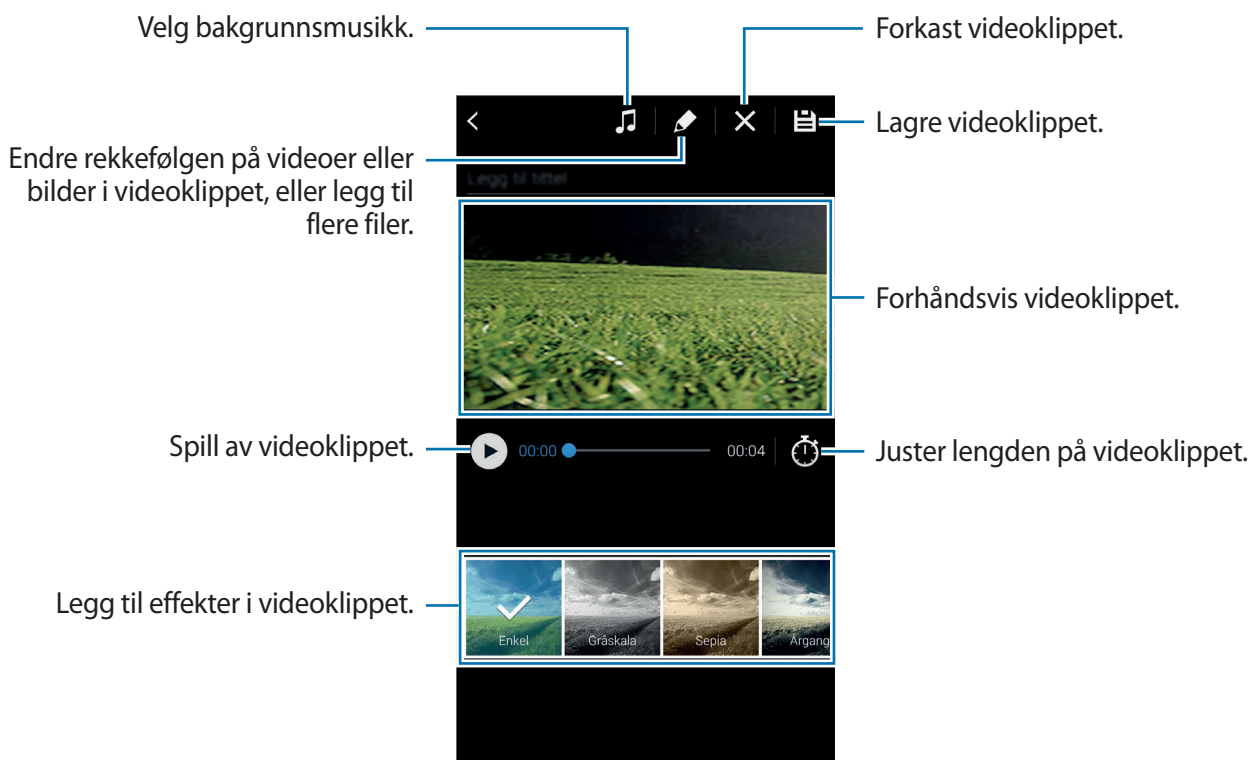 Velg bakgrunnsmusikk.
Forkast videoklippet.
Lagre videoklippet.
Endre rekkefølgen på videoer eller
bilder i videoklippet, eller legg til
flere filer.
Legg til tittel
Forhåndsvis videoklippet.
Spill av videoklippet.
00:00
00:04
Juster lengden på videoklippet.
Legg til effekter i videoklippet.
Enkel
Gråskala
Sepia
Årgang